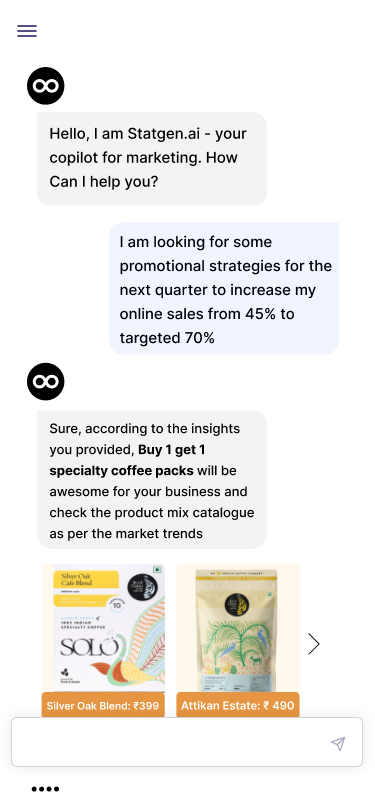 Hello, I am Statgen.ai - your
copilot for marketing. How
Can I help you?
I am looking for some
promotional strategies for the
next quarter to increase my
online sales from 45% to
targeted 70%
Sure, according to the insights
you provided, Buy 1 get 1
specialty coffee packs will be
awesome for your business and
check the product mix catalogue
as per the market trends
Silver Oak
Cafe Blend
10
100% INDIAN
SPECIALTY COFFEE
SOLO
Silver Oak Blend: ₹399
Attikan Estate: ₹ 490